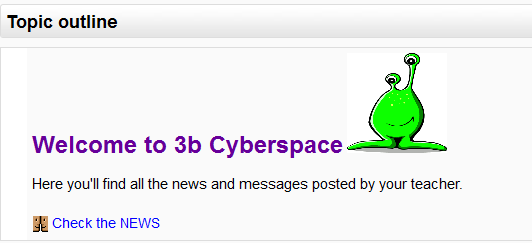 Topic outline
Welcome to 3b Cyberspace
Here you'll find all the news and messages posted by your teacher.
Check the NEWS